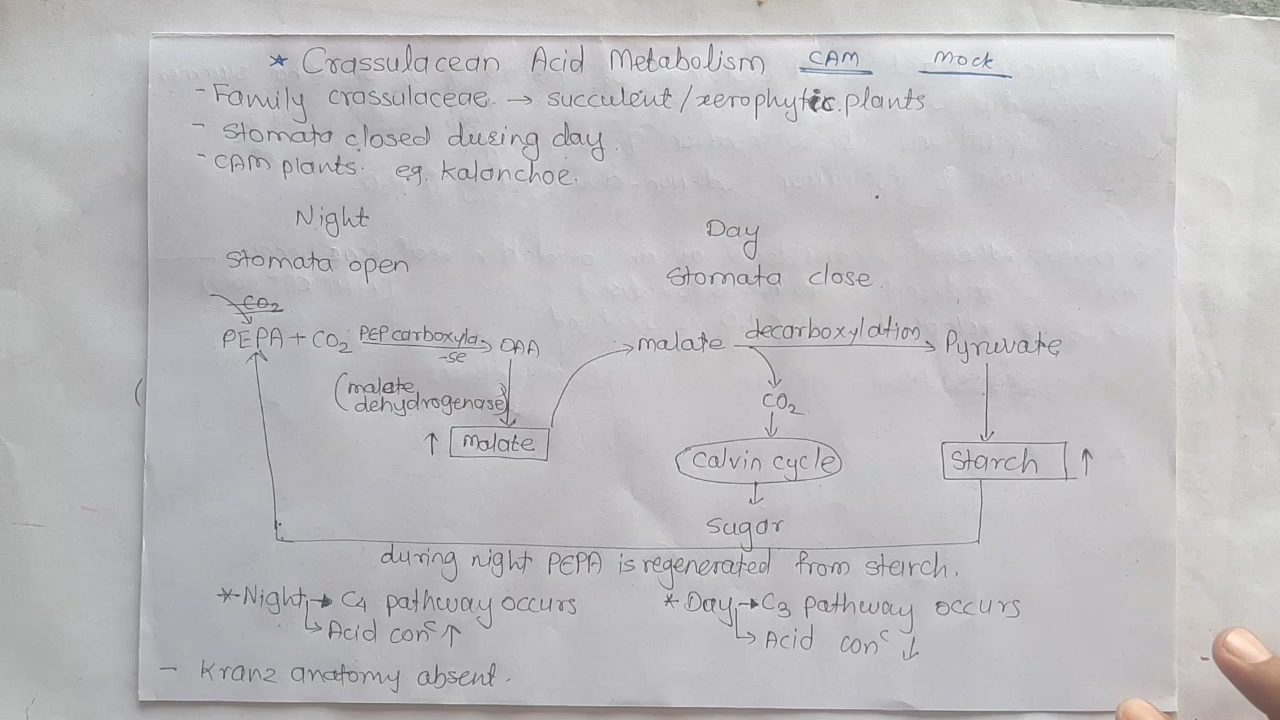 * Crassulacean Acid Metabolism CAM Mock
- Family crassulaceae. → succulent/xerophytic plants
- Stomata closed during day.
- CAM plants. eg. Kalanchoe.
Night
Day
Stomata open
Stomata close.
CO2
PEPA + CO2 PEP carboxyla-se → OAA
→ malate decarboxylation → Pyruvate
(malate dehydrogenase)
CO2
↑ malate
Calvin cycle
Starch ↑
Sugar
during night PEPA is regenerated from starch.
* Night → C4 pathway occurs
↳ Acid conc ↑
* Day → C3 pathway occurs
↳ Acid conc ↓
- Kranz anatomy absent.